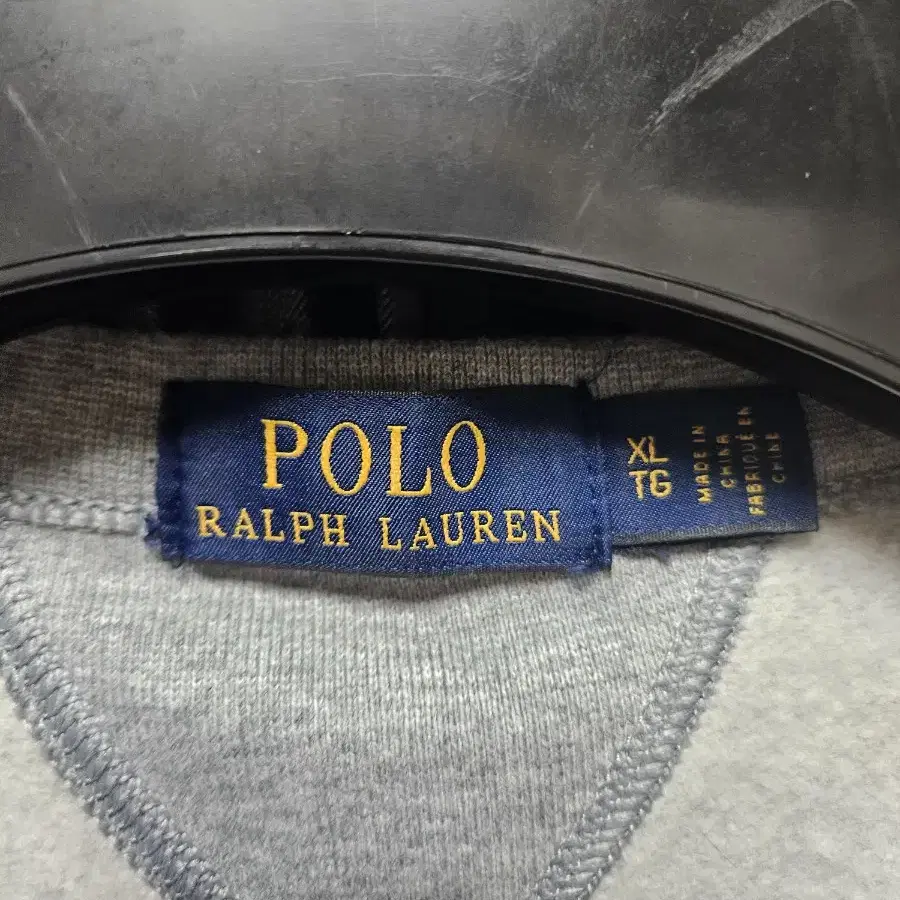 POLO
RALPH LAUREN
XL
TG
MADE IN
CHINA
FABRIQUÉ EN
CHINE